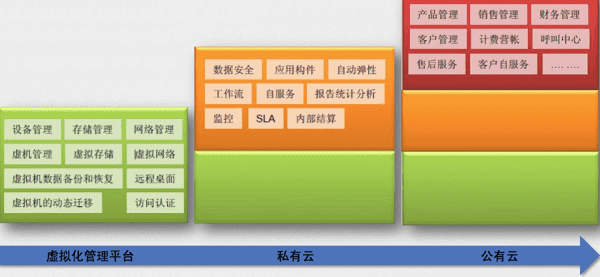 产品管理 销售管理 财务管理
客户管理 计费营帐 呼叫中心
售后服务 客户自服务 …. ….
数据安全 应用构件 自动弹性
工作流 自服务 报告统计分析
监控 SLA 内部结算
设备管理 存储管理 网络管理
虚机管理 虚拟存储 虚拟网络
虚拟机数据备份和恢复 远程桌面
虚拟机的动态迁移 访问认证
虚拟化管理平台 私有云 公有云